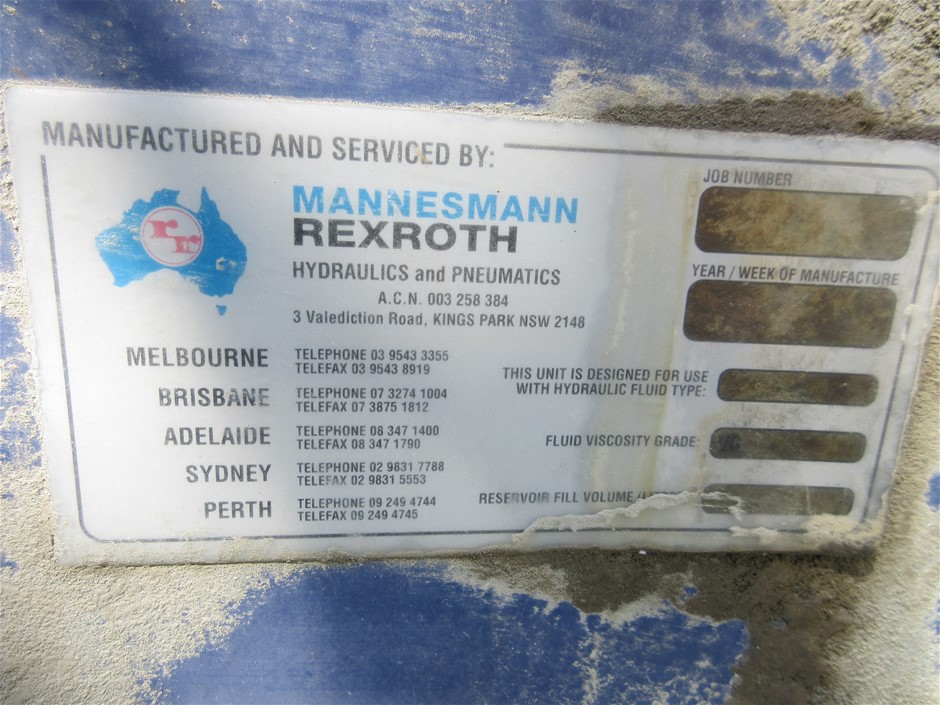 MANUFACTURED AND SERVICED BY:
rr
MANNESMANN
REXROTH
HYDRAULICS and PNEUMATICS
A.C.N. 003 258 384
3 Valediction Road, KINGS PARK NSW 2148
MELBOURNE TELEPHONE 03 9543 3355
TELEFAX 03 9543 8919
BRISBANE TELEPHONE 07 3274 1004
TELEFAX 07 3875 1812
ADELAIDE TELEPHONE 08 347 1400
TELEFAX 08 347 1790
SYDNEY TELEPHONE 02 9831 7788
TELEFAX 02 9831 5553
PERTH TELEPHONE 09 249 4744
TELEFAX 09 249 4745
JOB NUMBER
YEAR / WEEK OF MANUFACTURE
THIS UNIT IS DESIGNED FOR USE
WITH HYDRAULIC FLUID TYPE:
FLUID VISCOSITY GRADE: VG
RESERVOIR FILL VOLUME